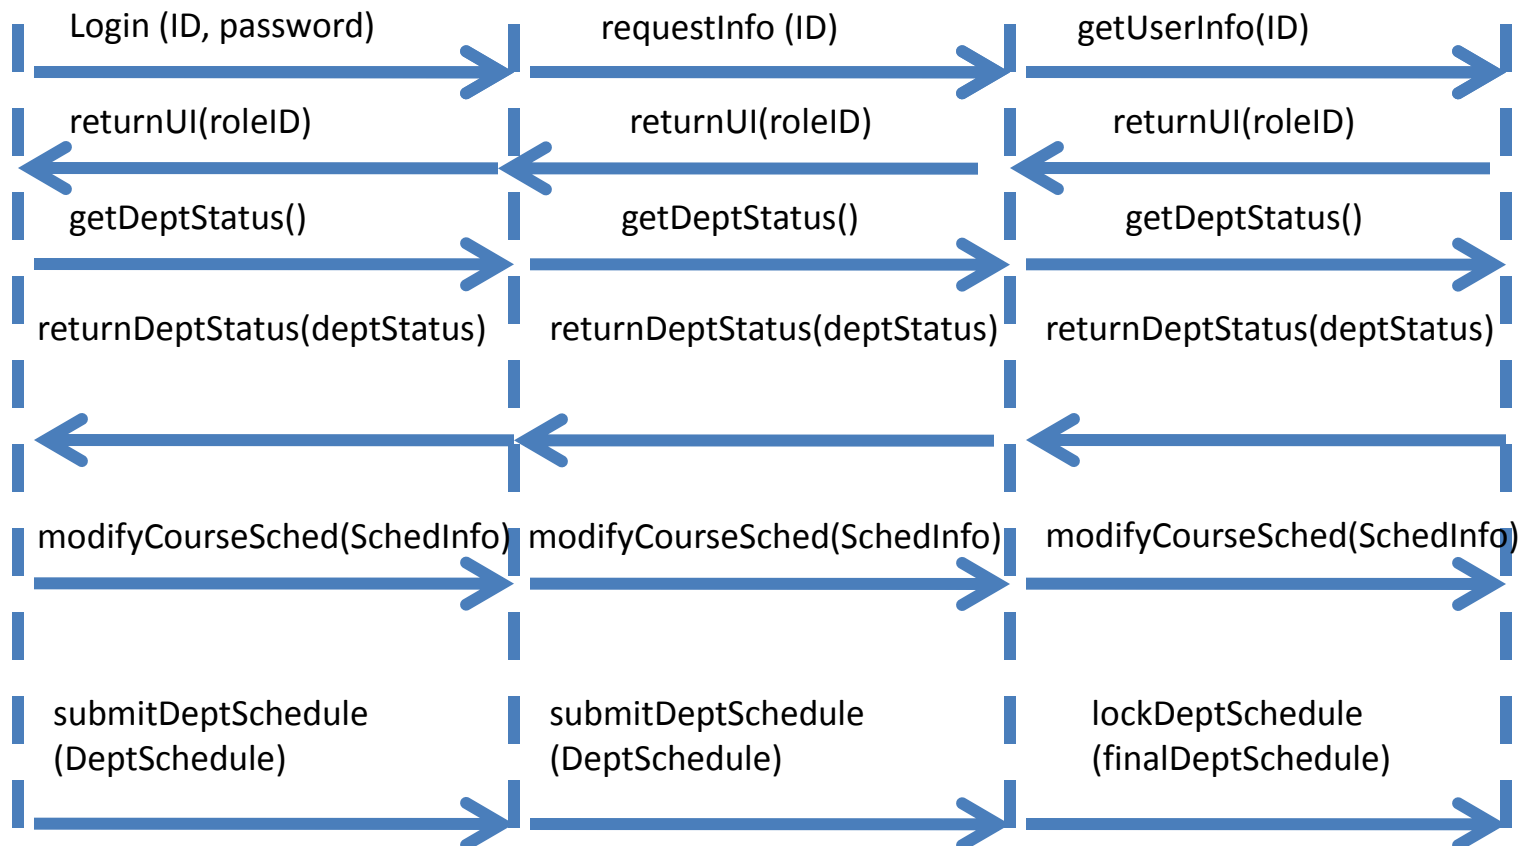 Login (ID, password)
requestInfo (ID)
getUserInfo(ID)
returnUI(roleID)
returnUI(roleID)
returnUI(roleID)
getDeptStatus()
getDeptStatus()
getDeptStatus()
returnDeptStatus(deptStatus)
returnDeptStatus(deptStatus)
returnDeptStatus(deptStatus)
modifyCourseSched(SchedInfo)
modifyCourseSched(SchedInfo)
modifyCourseSched(SchedInfo)
submitDeptSchedule
(DeptSchedule)
submitDeptSchedule
(DeptSchedule)
lockDeptSchedule
(finalDeptSchedule)